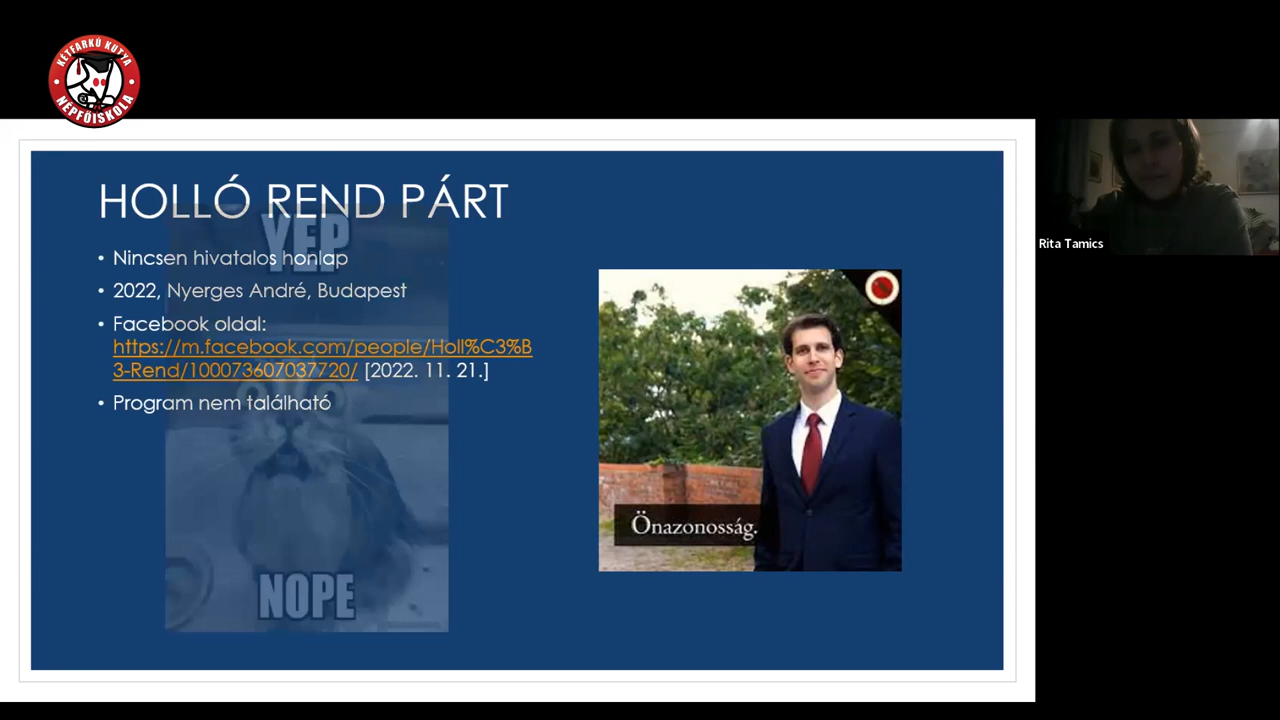 KÉTFARKÚ KUTYA
NÉPFŐISKOLA
HOLLÓ REND PÁRT
YEP
• Nincsen hivatalos honlap
• 2022, Nyerges André, Budapest
• Facebook oldal:
https://m.facebook.com/people/Holl%C3%B
3-Rend/100073607037720/ [2022. 11. 21.]
• Program nem található
NOPE
Önazonosság.
Rita Tamics